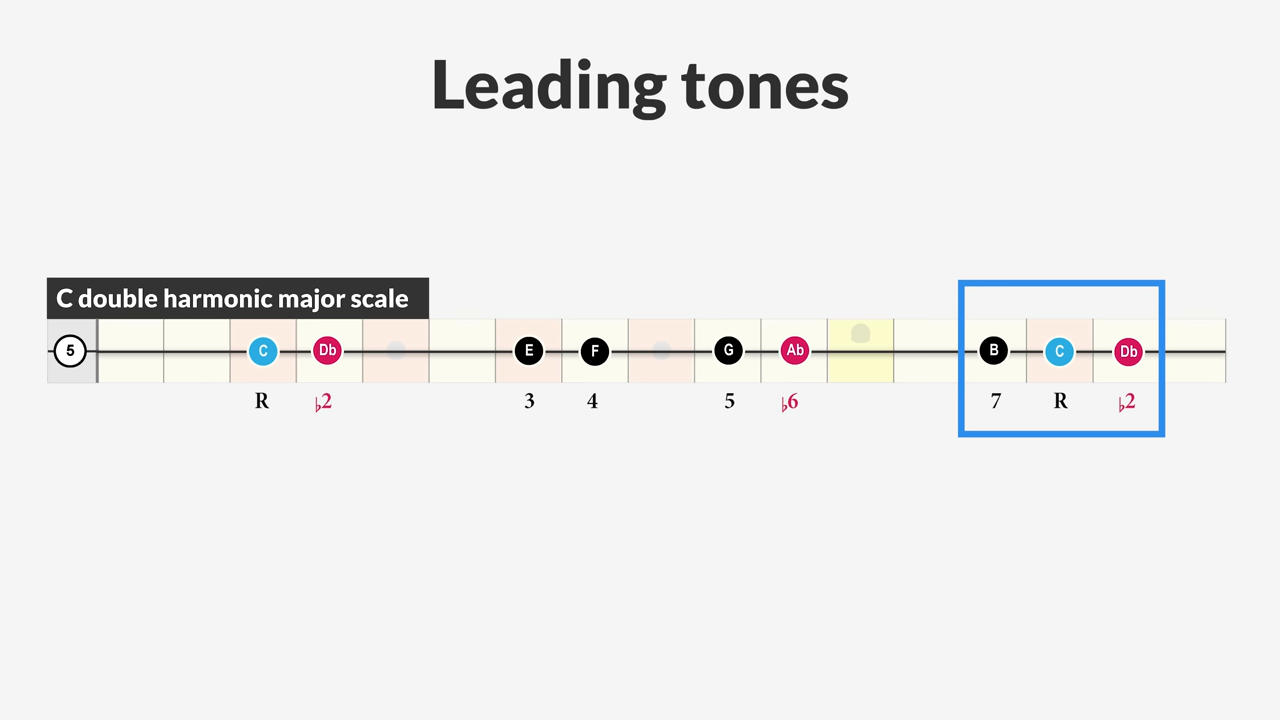 Leading tones
C double harmonic major scale
5 C Db E F G Ab B C Db
R ♭2 3 4 5 ♭6 7 R ♭2